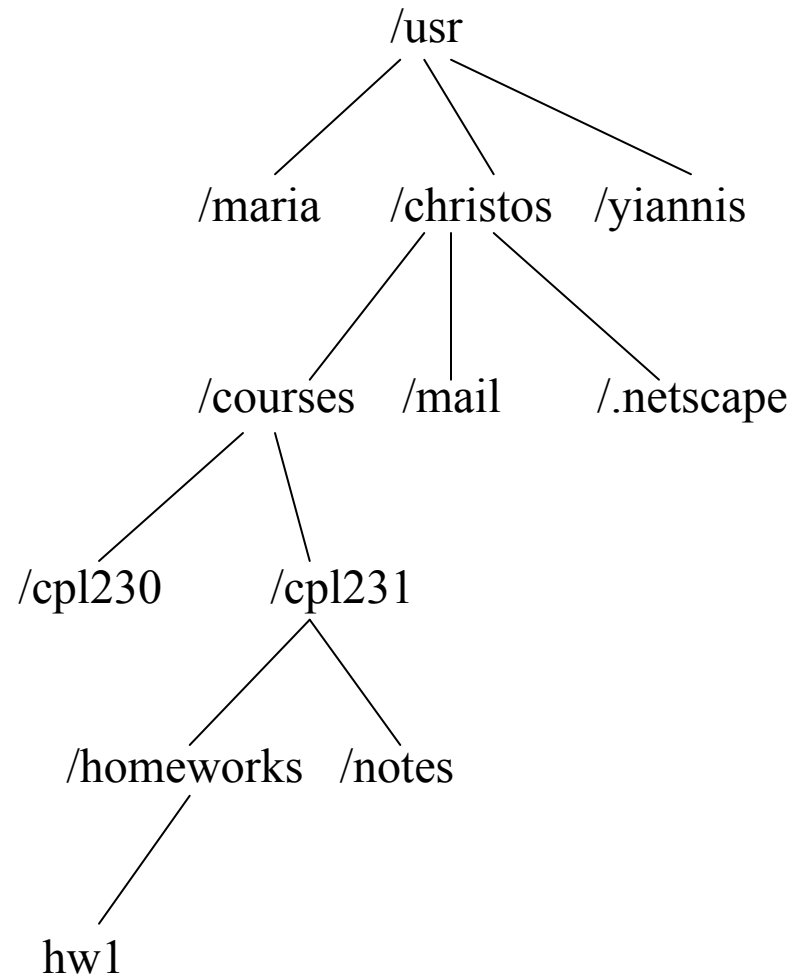 /usr
/maria /christos /yiannis
/courses /mail /.netscape
/cpl230 /cpl231
/homeworks /notes
hw1